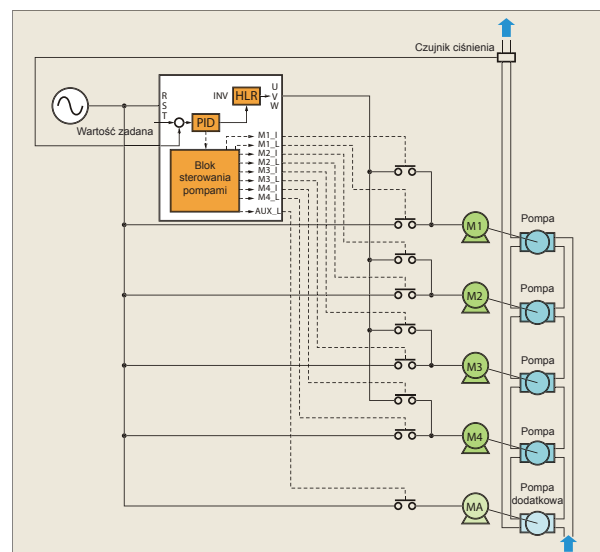 Czujnik ciśnienia
R
S
T
INV
HLR
U
V
W
Wartość zadana
PID
Blok
sterowania
pompami
M1_I
M1_L
M2_I
M2_L
M3_I
M3_L
M4_I
M4_L
AUX_L
M1
Pompa
M2
Pompa
M3
Pompa
M4
Pompa
MA
Pompa
dodatkowa